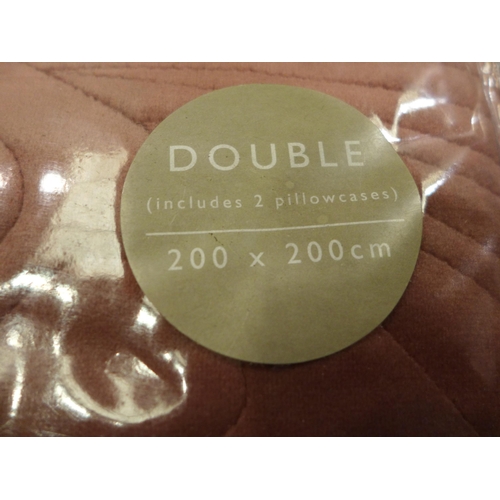 DOUBLE
(includes 2 pillowcases)
200 x 200cm